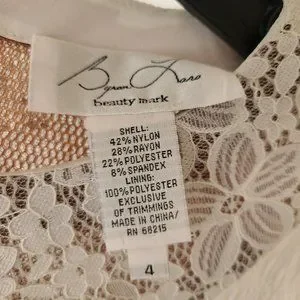 Byron Lars
beauty mark
SHELL:
42% NYLON
28% RAYON
22% POLYESTER
8% SPANDEX
LINING:
100% POLYESTER
EXCLUSIVE
OF TRIMMINGS
MADE IN CHINA/
RN 68215
4